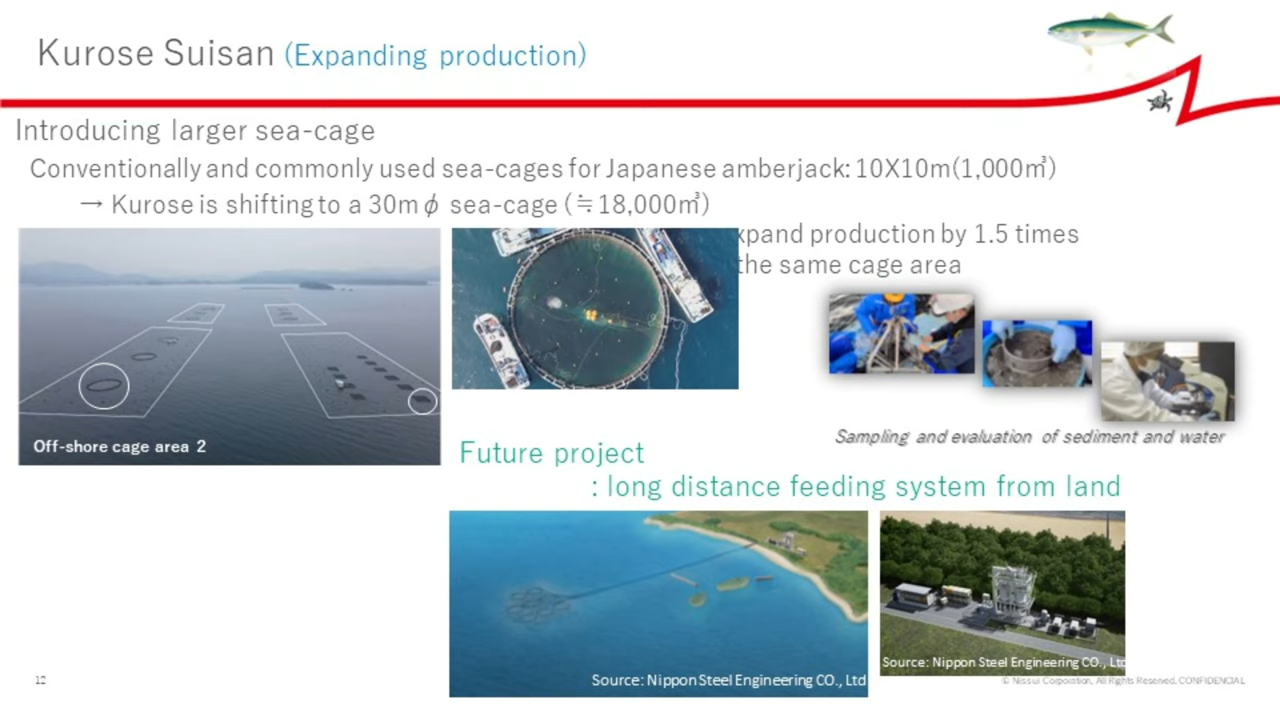 Kurose Suisan (Expanding production)
Introducing larger sea-cage
Conventionally and commonly used sea-cages for Japanese amberjack: 10X10m(1,000㎥)
→ Kurose is shifting to a 30mφ sea-cage (≒18,000㎥)
xpand production by 1.5 times
the same cage area
Off-shore cage area 2
Sampling and evaluation of sediment and water
Future project
: long distance feeding system from land
Source: Nippon Steel Engineering CO., Ltd
Source: Nippon Steel Engineering CO., Ltd
12
© Nissui Corporation, All Rights Reserved, CONFIDENCIAL